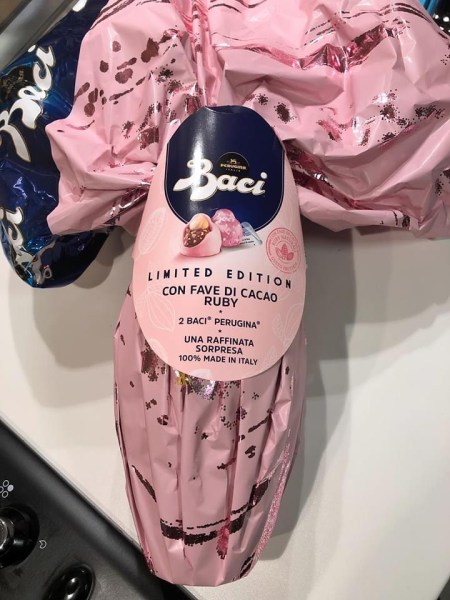 Baci
PERUGINA
Baci
LIMITED EDITION
CON FAVE DI CACAO
RUBY
2 BACI® PERUGINA®
UNA RAFFINATA
SORPRESA
100% MADE IN ITALY